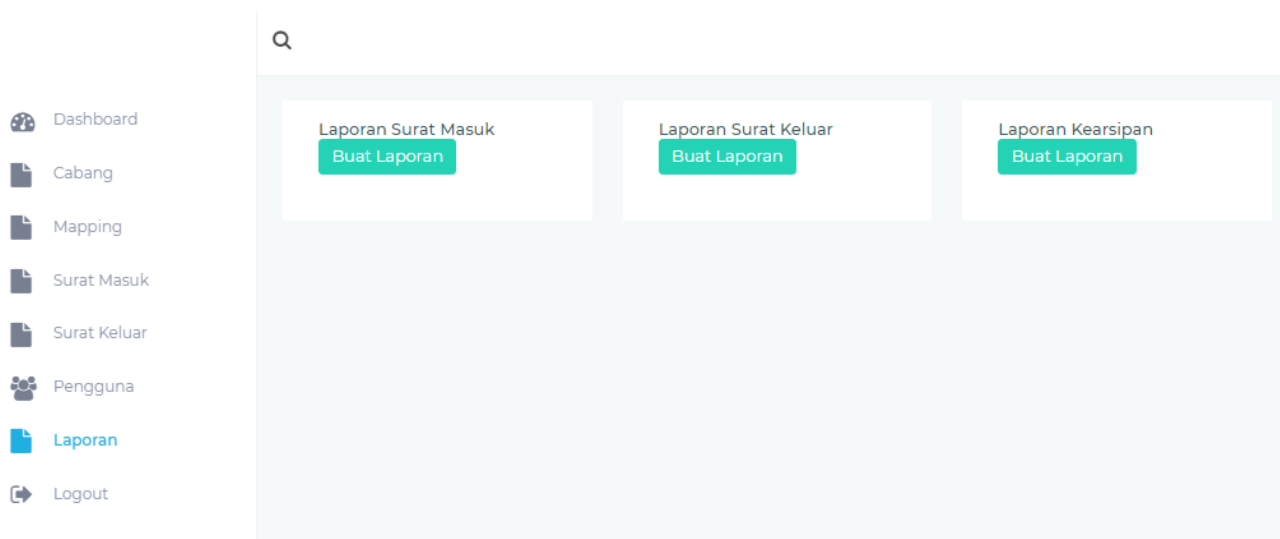 Dashboard
Cabang
Mapping
Surat Masuk
Surat Keluar
Pengguna
Laporan
Logout
Laporan Surat Masuk
Buat Laporan
Laporan Surat Keluar
Buat Laporan
Laporan Kearsipan
Buat Laporan